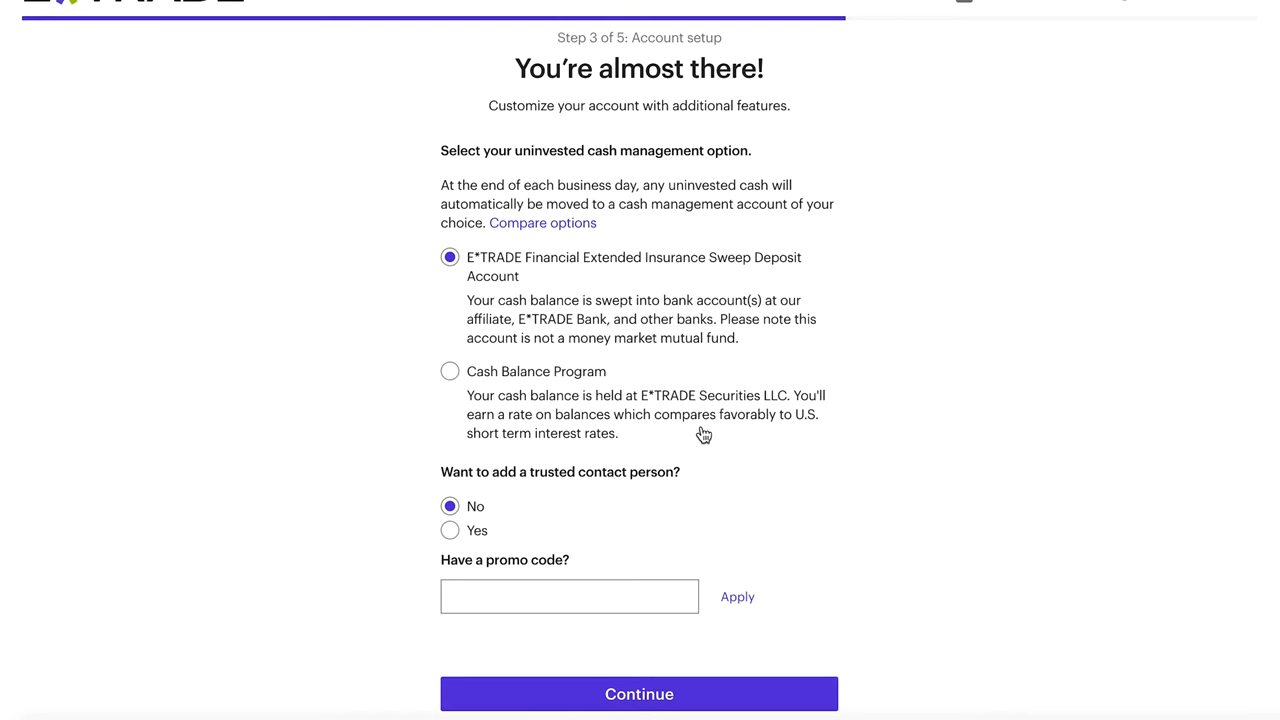 E*TRADE
Step 3 of 5: Account setup
You’re almost there!
Customize your account with additional features.
Select your uninvested cash management option.
At the end of each business day, any uninvested cash will
automatically be moved to a cash management account of your
choice. Compare options
E*TRADE Financial Extended Insurance Sweep Deposit
Account
Your cash balance is swept into bank account(s) at our
affiliate, E*TRADE Bank, and other banks. Please note this
account is not a money market mutual fund.
Cash Balance Program
Your cash balance is held at E*TRADE Securities LLC. You'll
earn a rate on balances which compares favorably to U.S.
short term interest rates.
Want to add a trusted contact person?
No
Yes
Have a promo code?
Apply
Continue